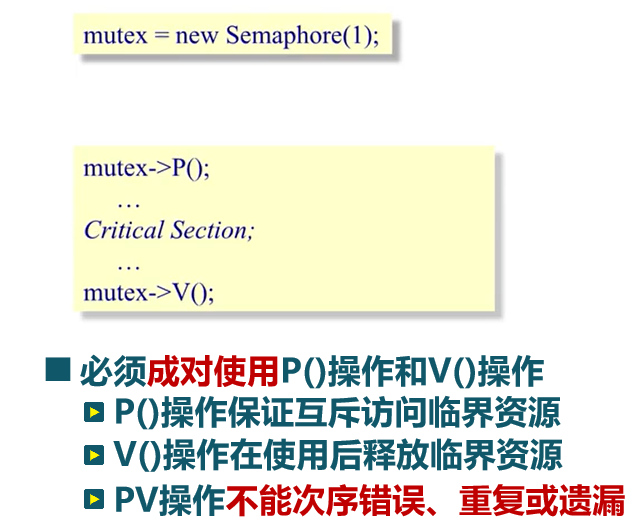 mutex = new Semaphore(1);
mutex->P();
…
Critical Section;
…
mutex->V();
必须成对使用P()操作和V()操作
P()操作保证互斥访问临界资源
V()操作在使用后释放临界资源
PV操作不能次序错误、重复或遗漏